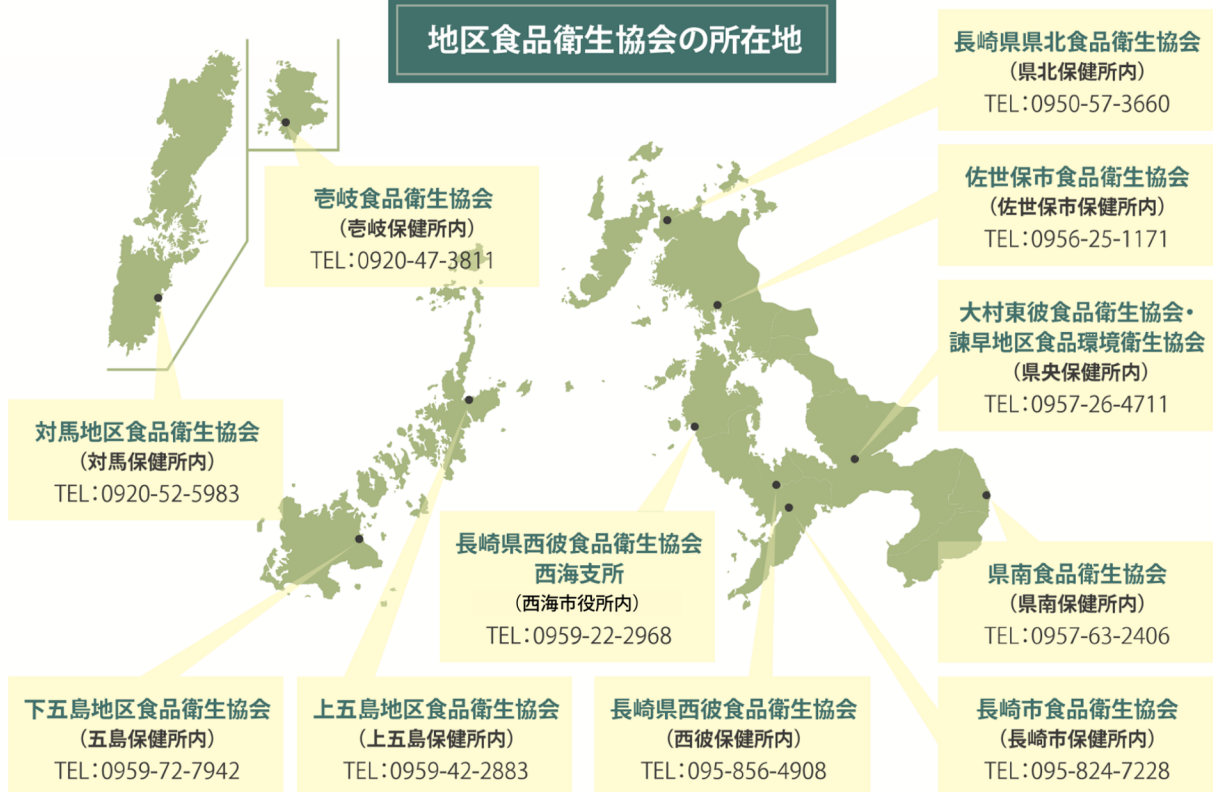 地区食品衛生協会の所在地
長崎県県北食品衛生協会
（県北保健所内）
TEL：0950-57-3660
佐世保市食品衛生協会
（佐世保市保健所内）
TEL：0956-25-1171
大村東彼食品衛生協会・
諫早地区食品環境衛生協会
（県央保健所内）
TEL：0957-26-4711
壱岐食品衛生協会
（壱岐保健所内）
TEL：0920-47-3811
対馬地区食品衛生協会
（対馬保健所内）
TEL：0920-52-5983
長崎県西彼食品衛生協会
西海支所
（西海市役所内）
TEL：0959-22-2968
県南食品衛生協会
（県南保健所内）
TEL：0957-63-2406
下五島地区食品衛生協会
（五島保健所内）
TEL：0959-72-7942
上五島地区食品衛生協会
（上五島保健所内）
TEL：0959-42-2883
長崎県西彼食品衛生協会
（西彼保健所内）
TEL：095-856-4908
長崎市食品衛生協会
（長崎市保健所内）
TEL：095-824-7228